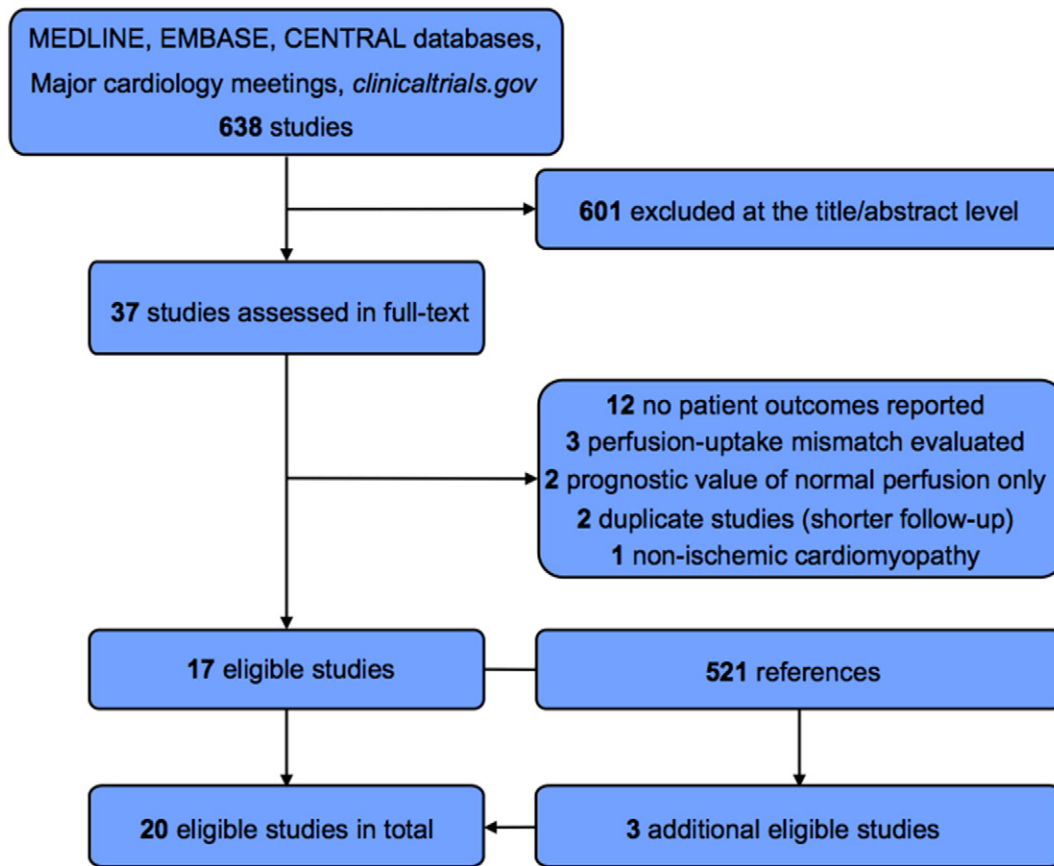 MEDLINE, EMBASE, CENTRAL databases,
Major cardiology meetings, clinicaltrials.gov
638 studies
601 excluded at the title/abstract level
37 studies assessed in full-text
12 no patient outcomes reported
3 perfusion-uptake mismatch evaluated
2 prognostic value of normal perfusion only
2 duplicate studies (shorter follow-up)
1 non-ischemic cardiomyopathy
17 eligible studies
521 references
20 eligible studies in total
3 additional eligible studies